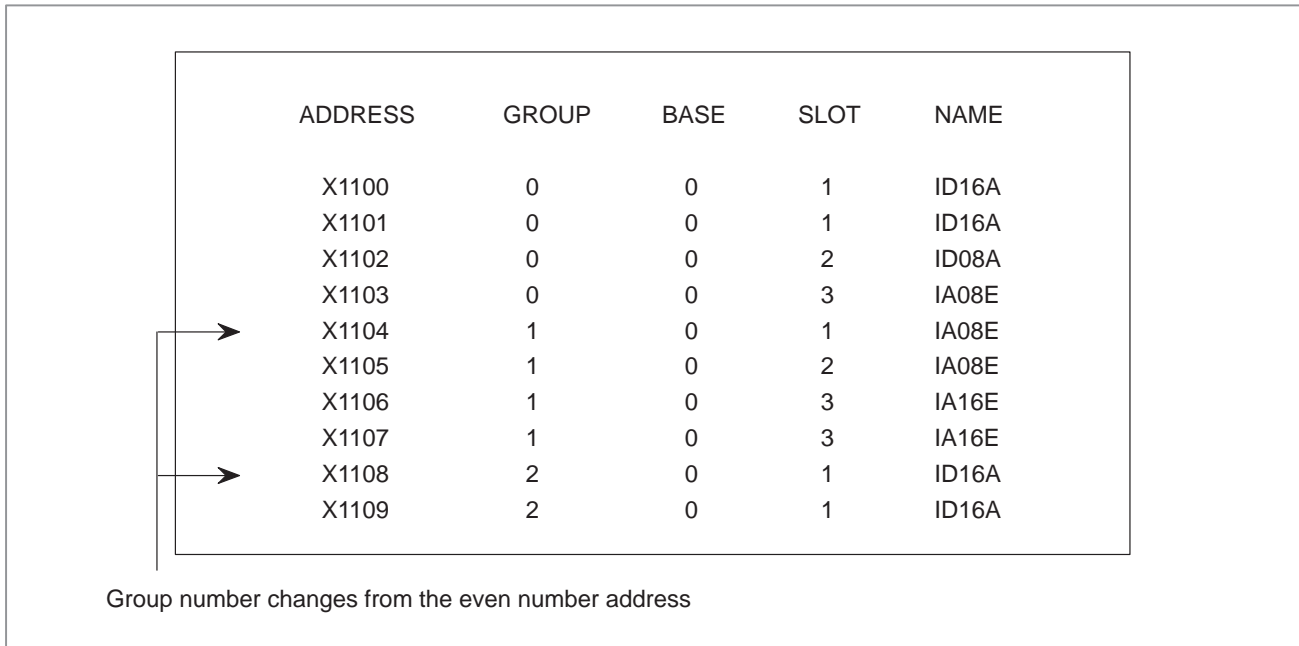 ADDRESS GROUP BASE SLOT NAME
X1100 0 0 1 ID16A
X1101 0 0 1 ID16A
X1102 0 0 2 ID08A
X1103 0 0 3 IA08E
X1104 1 0 1 IA08E
X1105 1 0 2 IA08E
X1106 1 0 3 IA16E
X1107 1 0 3 IA16E
X1108 2 0 1 ID16A
X1109 2 0 1 ID16A
Group number changes from the even number address